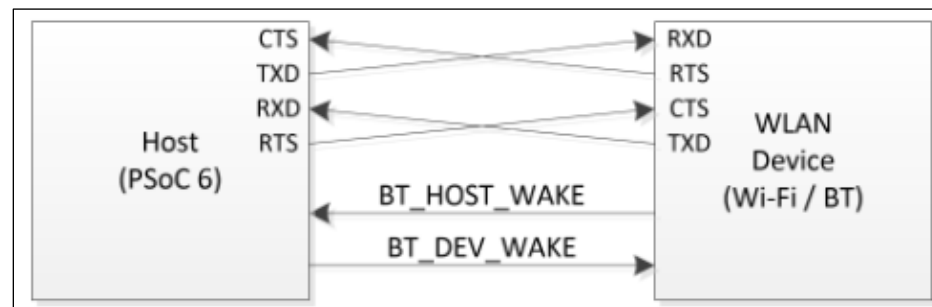 CTS
TXD
RXD
RTS
Host
(PSoC 6)
RXD
RTS
CTS
TXD
WLAN
Device
(Wi-Fi / BT)
BT_HOST_WAKE
BT_DEV_WAKE